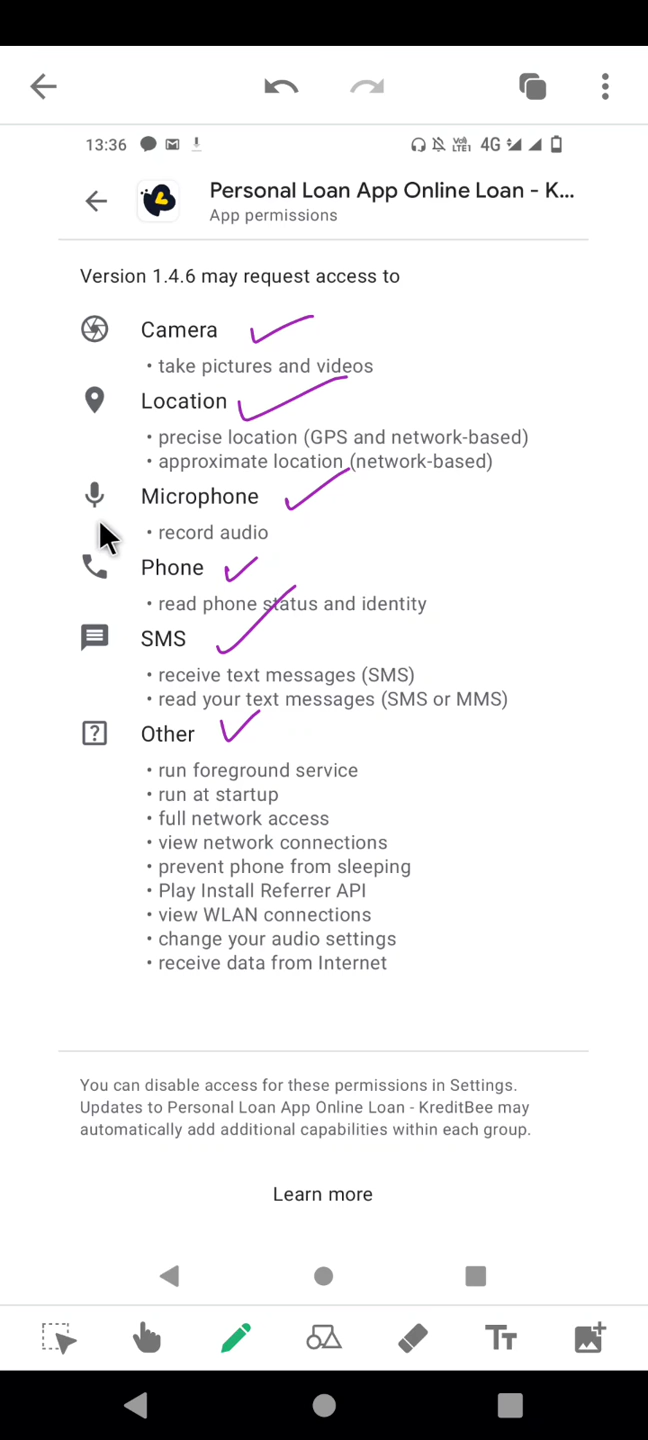 13:36
Vo)) LTE1 4G
Personal Loan App Online Loan - K...
App permissions
Version 1.4.6 may request access to
Camera
• take pictures and videos
Location
• precise location (GPS and network-based)
• approximate location (network-based)
Microphone
• record audio
Phone
• read phone status and identity
SMS
• receive text messages (SMS)
• read your text messages (SMS or MMS)
Other
• run foreground service
• run at startup
• full network access
• view network connections
• prevent phone from sleeping
• Play Install Referrer API
• view WLAN connections
• change your audio settings
• receive data from Internet
You can disable access for these permissions in Settings.
Updates to Personal Loan App Online Loan - KreditBee may
automatically add additional capabilities within each group.
Learn more